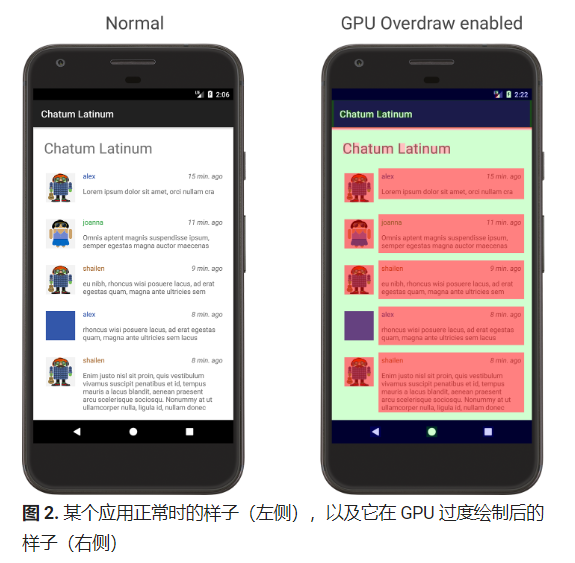 Normal
GPU Overdraw enabled
2:06
Chatum Latinum
Chatum Latinum
alex
15 min. ago
Lorem ipsum dolor sit amet, orci nullam cra
joanna
11 min. ago
Omnis aptent magnis suspendisse ipsum,
semper egestas magna auctor maecenas
shailen
9 min. ago
eu nibh, rhoncus wisi posuere lacus, ad erat
egestas quam, magna ante ultricies sem
alex
8 min. ago
rhoncus wisi posuere lacus, ad erat egestas
quam, magna ante ultricies sem
shailen
8 min. ago
Enim justo nisl sit proin, quis vestibulum
vivamus suscipit penatibus et id, tempus
mauris a lacus blandit, aenean praesent
arcu scelerisque sociosqu. Nonummy at ut
ullamcorper nulla, ligula id, nullam donec
2:22
Chatum Latinum
Chatum Latinum
alex
15 min. ago
Lorem ipsum dolor sit amet, orci nullam cra
joanna
11 min. ago
Omnis aptent magnis suspendisse ipsum,
semper egestas magna auctor maecenas
shailen
9 min. ago
eu nibh, rhoncus wisi posuere lacus, ad erat
egestas quam, magna ante ultricies sem
alex
8 min. ago
rhoncus wisi posuere lacus, ad erat egestas
quam, magna ante ultricies sem
shailen
8 min. ago
Enim justo nisl sit proin, quis vestibulum
vivamus suscipit penatibus et id, tempus
mauris a lacus blandit, aenean praesent
arcu scelerisque sociosqu. Nonummy at ut
ullamcorper nulla, ligula id, nullam donec
图 2. 某个应用正常时的样子（左侧），以及它在 GPU 过度绘制后的
样子（右侧）